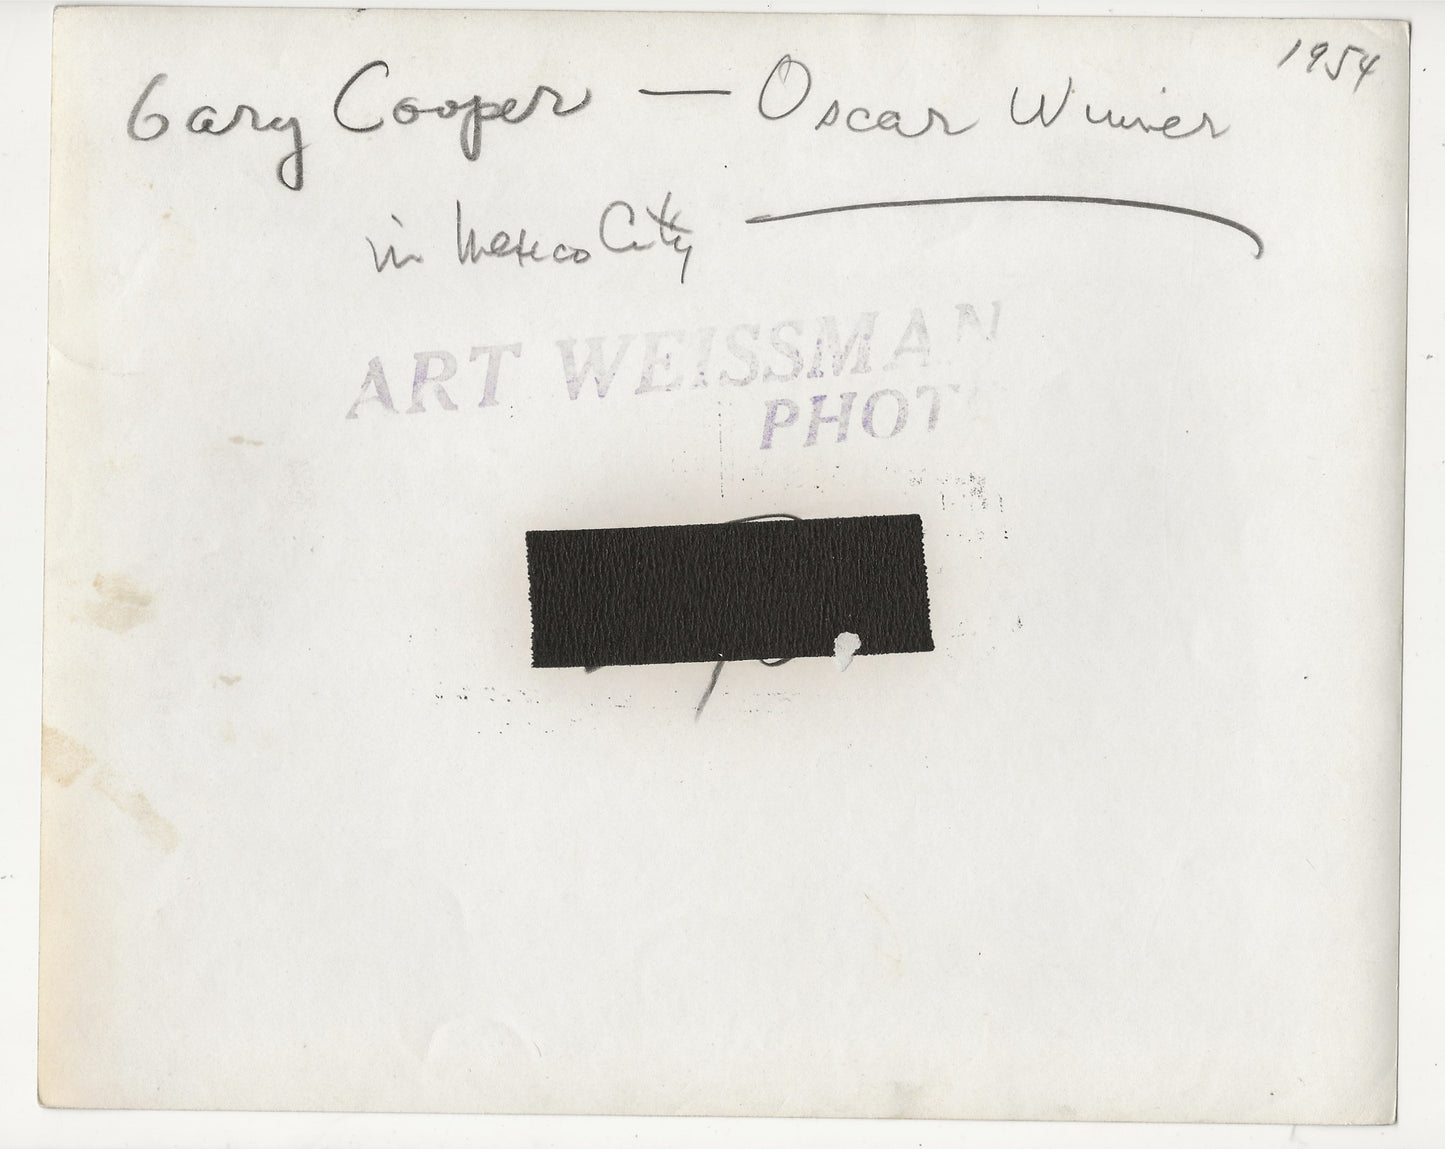 1954
Gary Cooper — Oscar Winner
in Mexico City
ART WEISSMAN
PHOT